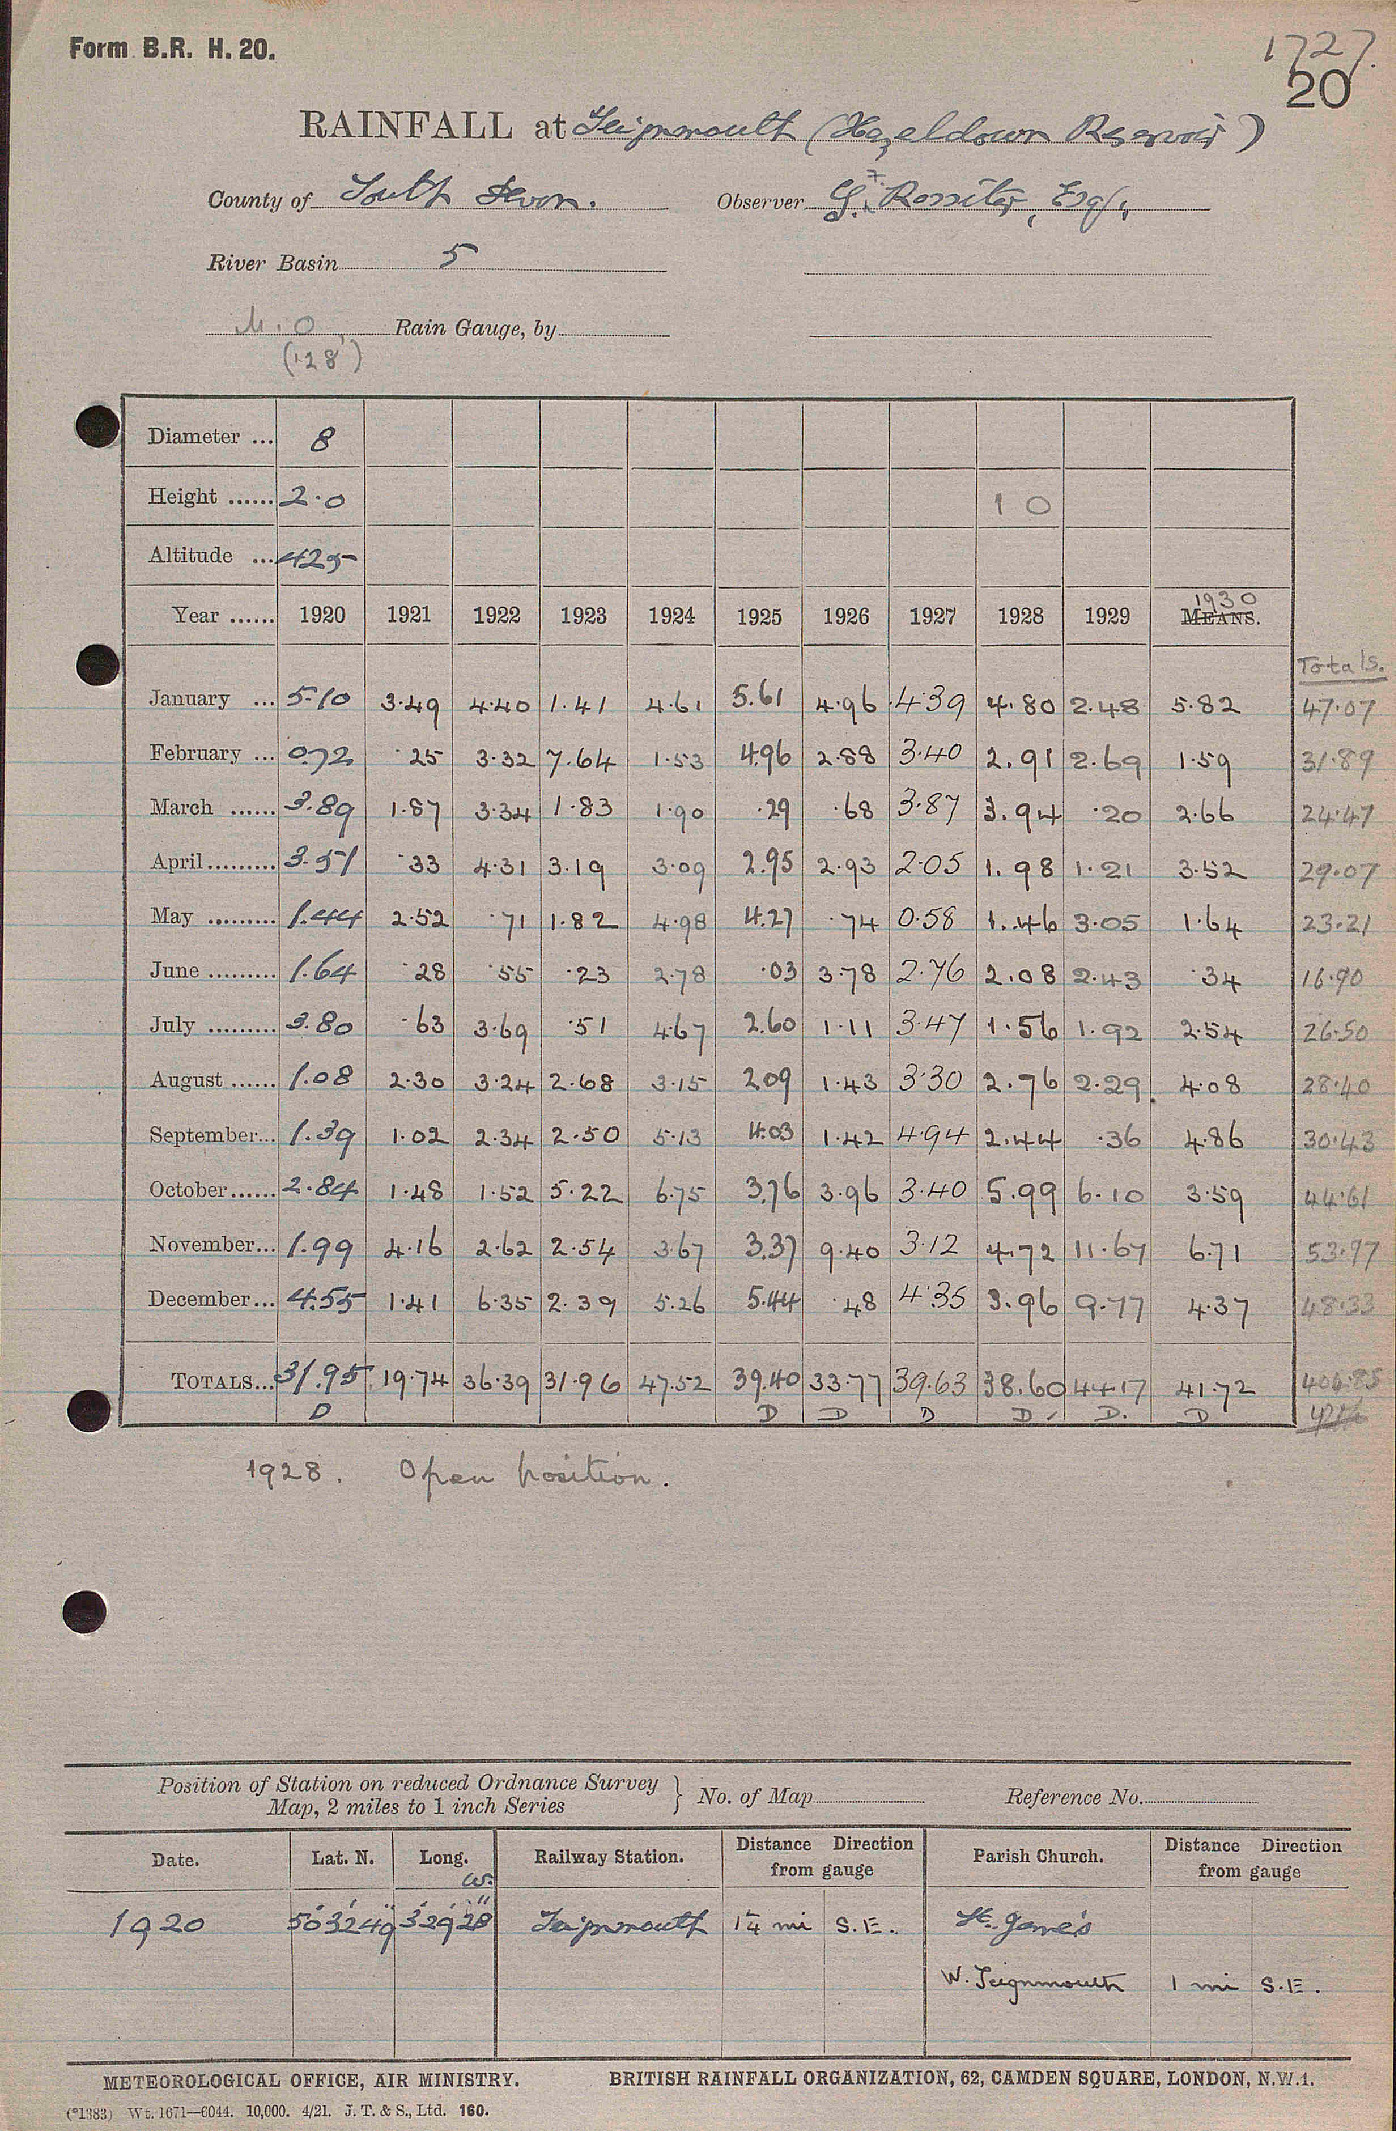 Form B.R. H. 20.
1727.
20
RAINFALL at Teignmouth (Hazeldown Reservoir)
County of South Devon. Observer G. Rossiter, Esq.,
River Basin 5
M.O. Rain Gauge, by
(128')
Diameter ... 8
Height ...... 2.0 1 0
Altitude ... 425
Year ...... 1920 1921 1922 1923 1924 1925 1926 1927 1928 1929 1930 MEANS.
Totals.
January ... 5.10 3.49 4.40 1.41 4.61 5.61 4.96 4.39 4.80 2.48 5.82 47.07
February ... 0.72 .25 3.32 7.64 1.53 4.96 2.88 3.40 2.91 2.69 1.59 31.89
March ...... 3.89 1.87 3.34 1.83 1.90 .29 .68 3.87 3.94 .20 2.66 24.47
April ......... 3.51 .33 4.31 3.19 3.09 2.95 2.93 2.05 1.98 1.21 3.52 29.07
May ......... 1.44 2.52 .71 1.82 4.98 4.27 .74 0.58 1.46 3.05 1.64 23.21
June ......... 1.64 .28 .55 .23 2.78 .03 3.78 2.76 2.08 2.43 .34 16.90
July ......... 3.80 .63 3.69 .51 4.67 2.60 1.11 3.47 1.56 1.92 2.54 26.50
August ...... 1.08 2.30 3.24 2.68 3.15 2.09 1.43 3.30 2.76 2.29 4.08 28.40
September... 1.39 1.02 2.34 2.50 5.13 4.03 1.42 4.94 2.44 .36 4.86 30.43
October...... 2.84 1.48 1.52 5.22 6.75 3.76 3.96 3.40 5.99 6.10 3.59 44.61
November... 1.99 4.16 2.62 2.54 3.67 3.37 9.40 3.12 4.72 11.67 6.71 53.97
December... 4.55 1.41 6.35 2.39 5.26 5.44 .48 4.35 3.96 9.77 4.37 48.33
TOTALS... 31.95 19.74 36.39 31.96 47.52 39.40 33.77 39.63 38.60 44.17 41.72 404.85
D D D D D D. D
1928. Open position.
Position of Station on reduced Ordnance Survey
Map, 2 miles to 1 inch Series } No. of Map Reference No.
Date. Lat. N. Long. W. Railway Station. Distance Direction from gauge Parish Church. Distance Direction from gauge
1920 50°32'49" 3°29'28" Teignmouth 1¼ mi S.E. St. James
W. Teignmouth 1 mi S.E.
METEOROLOGICAL OFFICE, AIR MINISTRY. BRITISH RAINFALL ORGANIZATION, 62, CAMDEN SQUARE, LONDON, N.W.1.
(*1383) Wt. 1671—6044. 10,000. 4/21. J. T. & S., Ltd. 160.